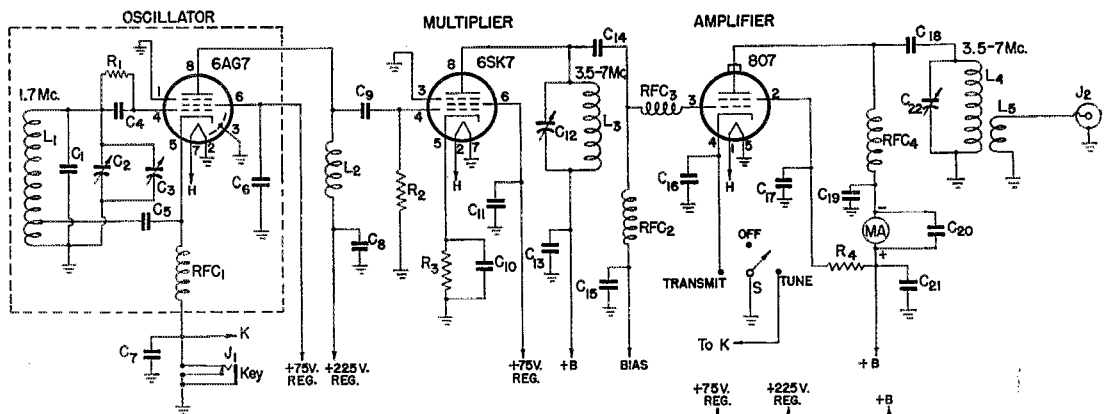 OSCILLATOR
MULTIPLIER
AMPLIFIER
6AG7
6SK7
807
1.7Mc.
3.5-7Mc.
3.5-7Mc.
R1
L1
C1
C2
C3
C4
C5
C6
RFC1
C7
K
J1
Key
H
1
4
5
8
6
3
2
7
L2
C8
C9
R2
R3
C10
C11
H
8
3
4
6
5
2
7
C12
L3
C13
C14
RFC3
RFC2
C15
C16
C17
H
3
2
4
1
5
C18
RFC4
C19
MA
-
+
C20
C21
R4
C22
L4
L5
J2
OFF
TRANSMIT
S
TUNE
To K
+75V. REG.
+225V. REG.
+75V. REG.
+B
BIAS
+B
+75V. REG.
+225V. REG.
+B